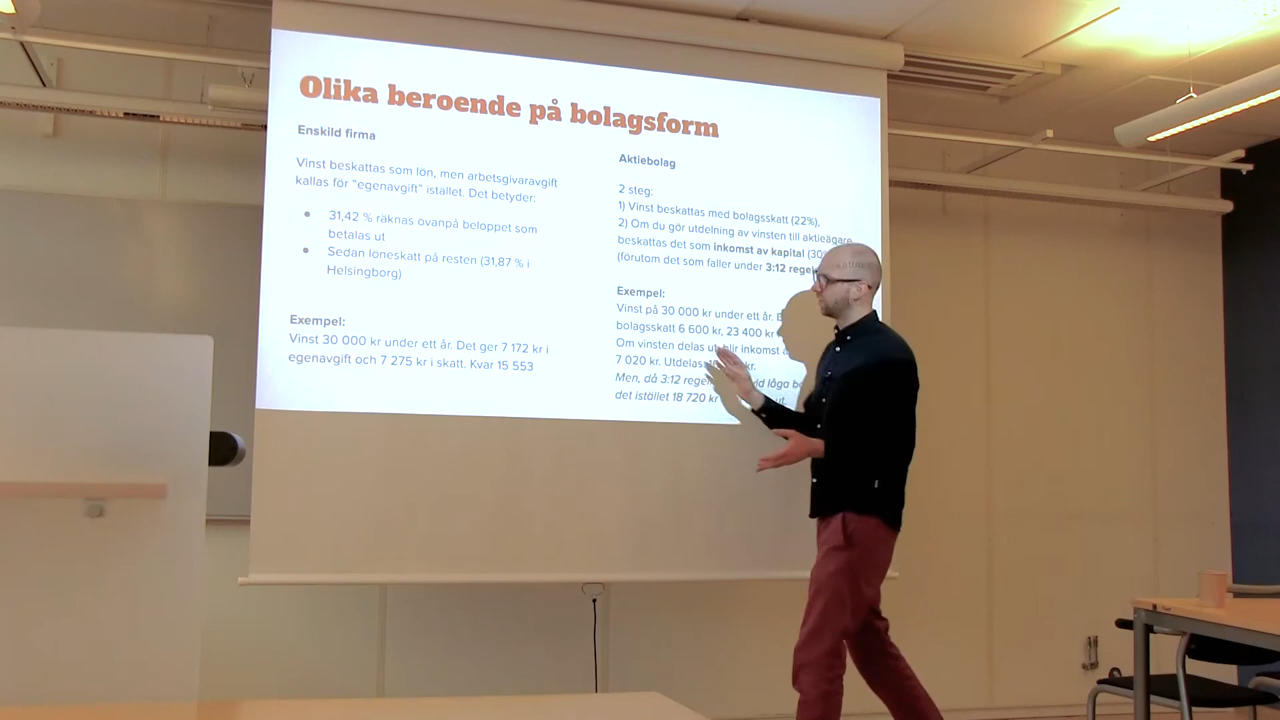 Olika beroende på bolagsform
Enskild firma
Vinst beskattas som lön, men arbetsgivaravgift
kallas för "egenavgift" istället. Det betyder:
• 31,42 % räknas ovanpå beloppet som
betalas ut
• Sedan löneskatt på resten (31,87 % i
Helsingborg)
Exempel:
Vinst 30 000 kr under ett år. Det ger 7 172 kr i
egenavgift och 7 275 kr i skatt. Kvar 15 553
Aktiebolag
2 steg:
1) Vinst beskattas med bolagsskatt (22%),
2) Om du gör utdelning av vinsten till aktieägare
beskattas det som inkomst av kapital
(förutom det som faller under 3:12
Exempel:
Vinst på 30 000 kr under ett år.
bolagsskatt 6 600 kr, 23 400 kr
Om vinsten delas ut blir inkomst
7 020 kr. Utdelas kr.
Men, då 3:12 låga
det istället 18 720 kr ut.